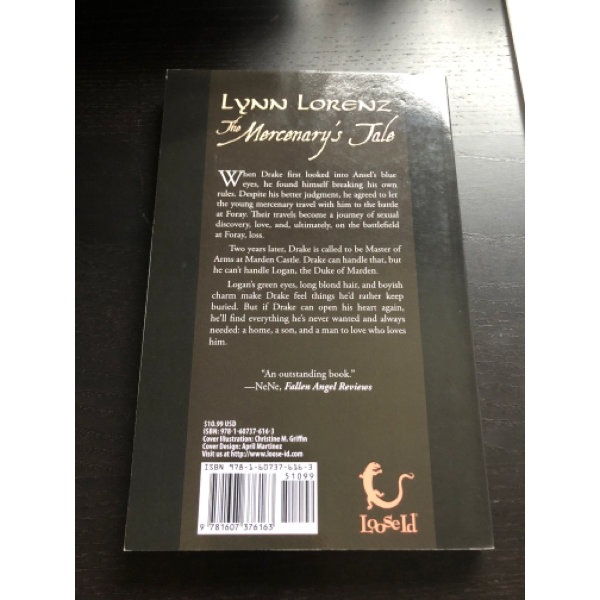 LYNN LORENZ
The Mercenary's Tale
When Drake first looked into Ansel's blue
eyes, he found himself breaking his own
rules. Despite his better judgment, he agreed to let
the young mercenary travel with him to the battle
at Foray. Their travels become a journey of sexual
discovery, love, and, ultimately, on the battlefield
at Foray, loss.
Two years later, Drake is called to be Master of
Arms at Marden Castle. Drake can handle that, but
he can't handle Logan, the Duke of Marden.
Logan's green eyes, long blond hair, and boyish
charm make Drake feel things he'd rather keep
buried. But if Drake can open his heart again,
he'll find everything he's never wanted and always
needed: a home, a son, and a man to love who loves
him.
"An outstanding book."
—NeNe, Fallen Angel Reviews
$10.99 USD
ISBN: 978-1-60737-616-3
Cover Illustration: Christine M. Griffin
Cover Design: April Martinez
Visit us at http://www.loose-id.com
ISBN 978-1-60737-616-3
51099
9 781607 376163
LooseId